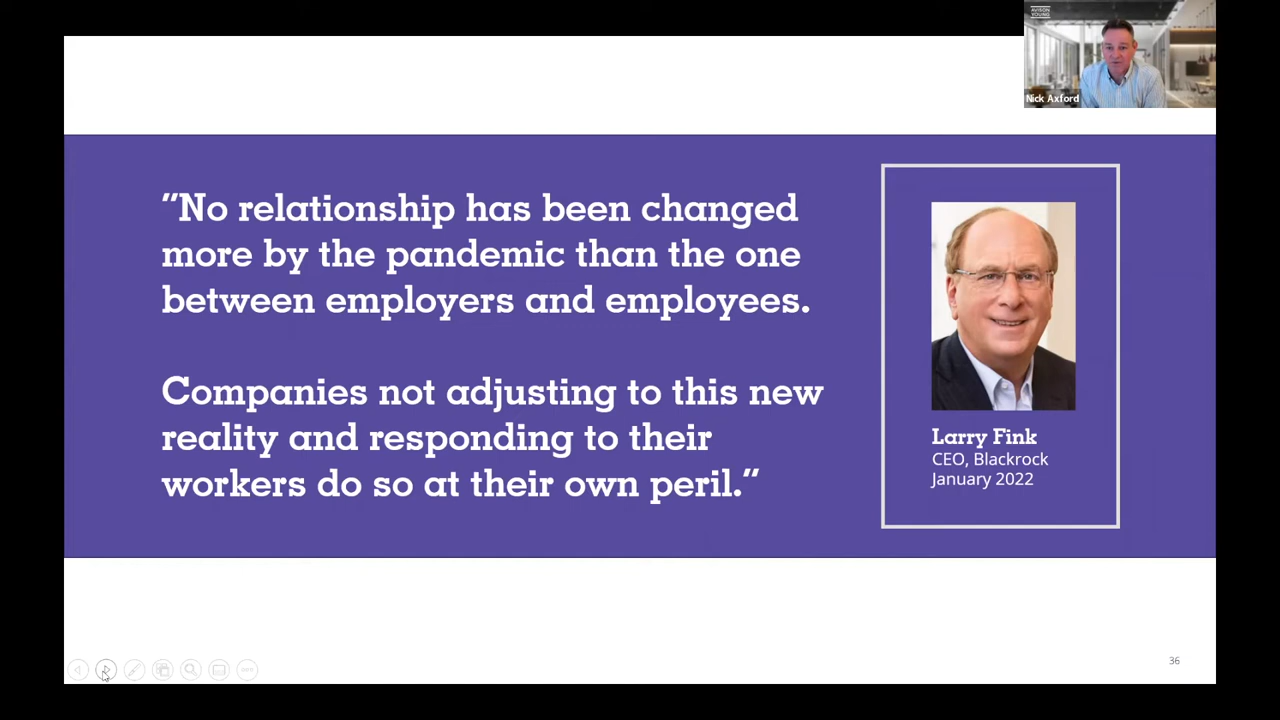 AVISON
YOUNG
Nick Axford
"No relationship has been changed
more by the pandemic than the one
between employers and employees.
Companies not adjusting to this new
reality and responding to their
workers do so at their own peril."
Larry Fink
CEO, Blackrock
January 2022
36